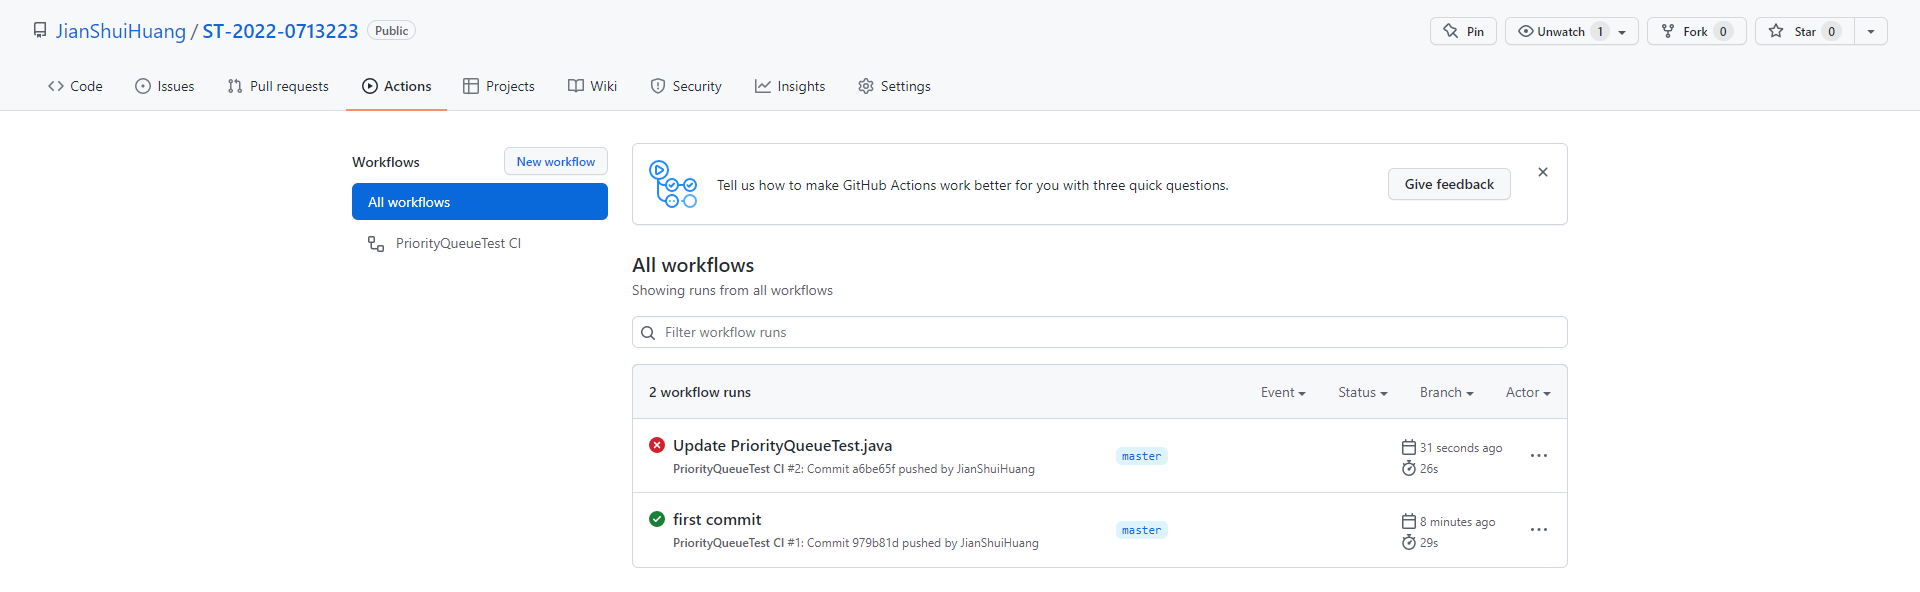 JianShuiHuang / ST-2022-0713223 Public
Pin
Unwatch 1
Fork 0
Star 0
Code Issues Pull requests Actions Projects Wiki Security Insights Settings
Workflows
New workflow
All workflows
PriorityQueueTest CI
Tell us how to make GitHub Actions work better for you with three quick questions.
Give feedback
All workflows
Showing runs from all workflows
Filter workflow runs
2 workflow runs
Event Status Branch Actor
Update PriorityQueueTest.java
PriorityQueueTest CI #2: Commit a6be65f pushed by JianShuiHuang
master
31 seconds ago
26s
first commit
PriorityQueueTest CI #1: Commit 979b81d pushed by JianShuiHuang
master
8 minutes ago
29s